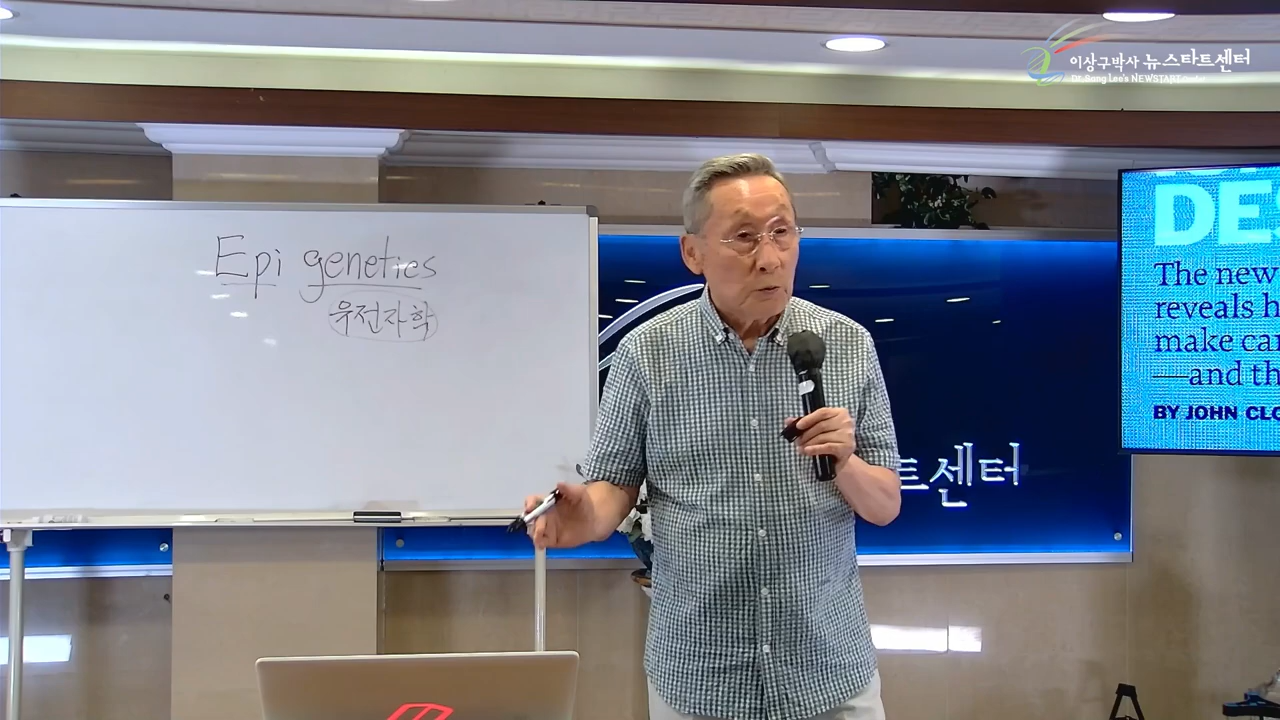 이상구박사 뉴스타트센터
Dr. Sang Lee's NEWSTART Center
Epi genetics
유전자학
DES
The new
reveals h
make can
—and th
BY JOHN CLO
트센터